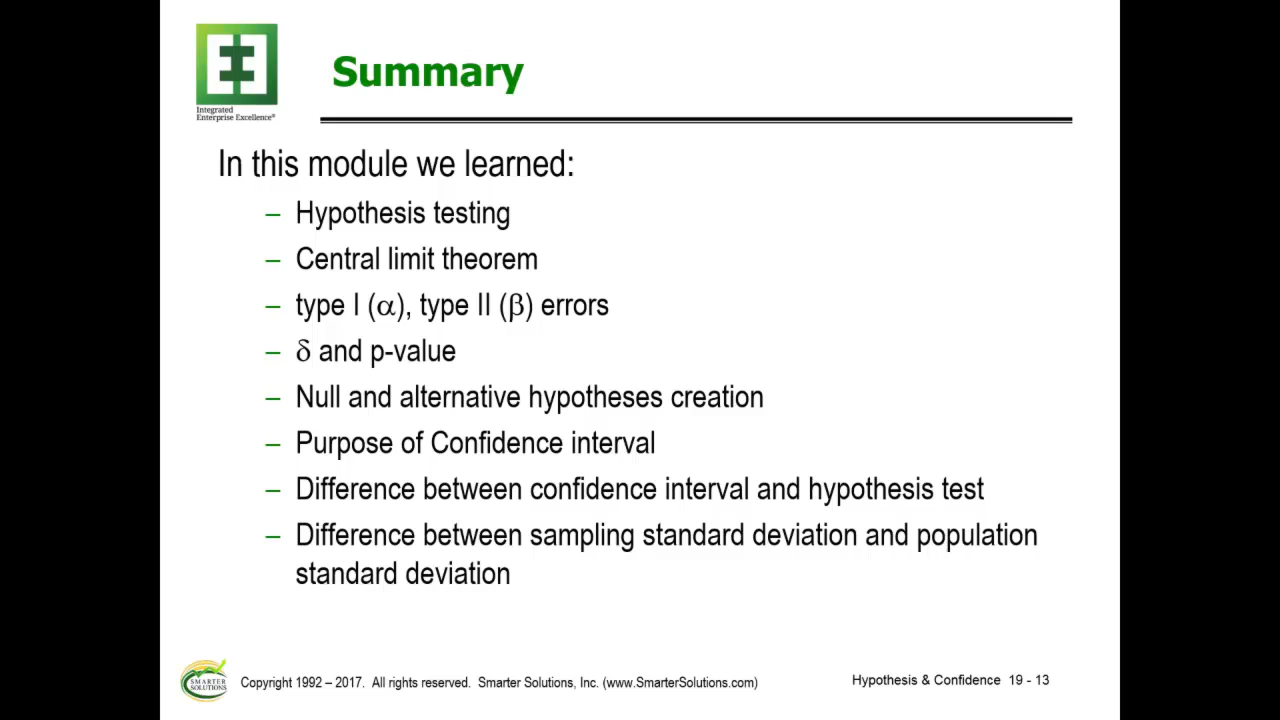 Integrated
Enterprise Excellence®
Summary
In this module we learned:
– Hypothesis testing
– Central limit theorem
– type I (α), type II (β) errors
– δ and p-value
– Null and alternative hypotheses creation
– Purpose of Confidence interval
– Difference between confidence interval and hypothesis test
– Difference between sampling standard deviation and population
standard deviation
SMARTER
SOLUTIONS
Copyright 1992 – 2017. All rights reserved. Smarter Solutions, Inc. (www.SmarterSolutions.com)
Hypothesis & Confidence 19 - 13